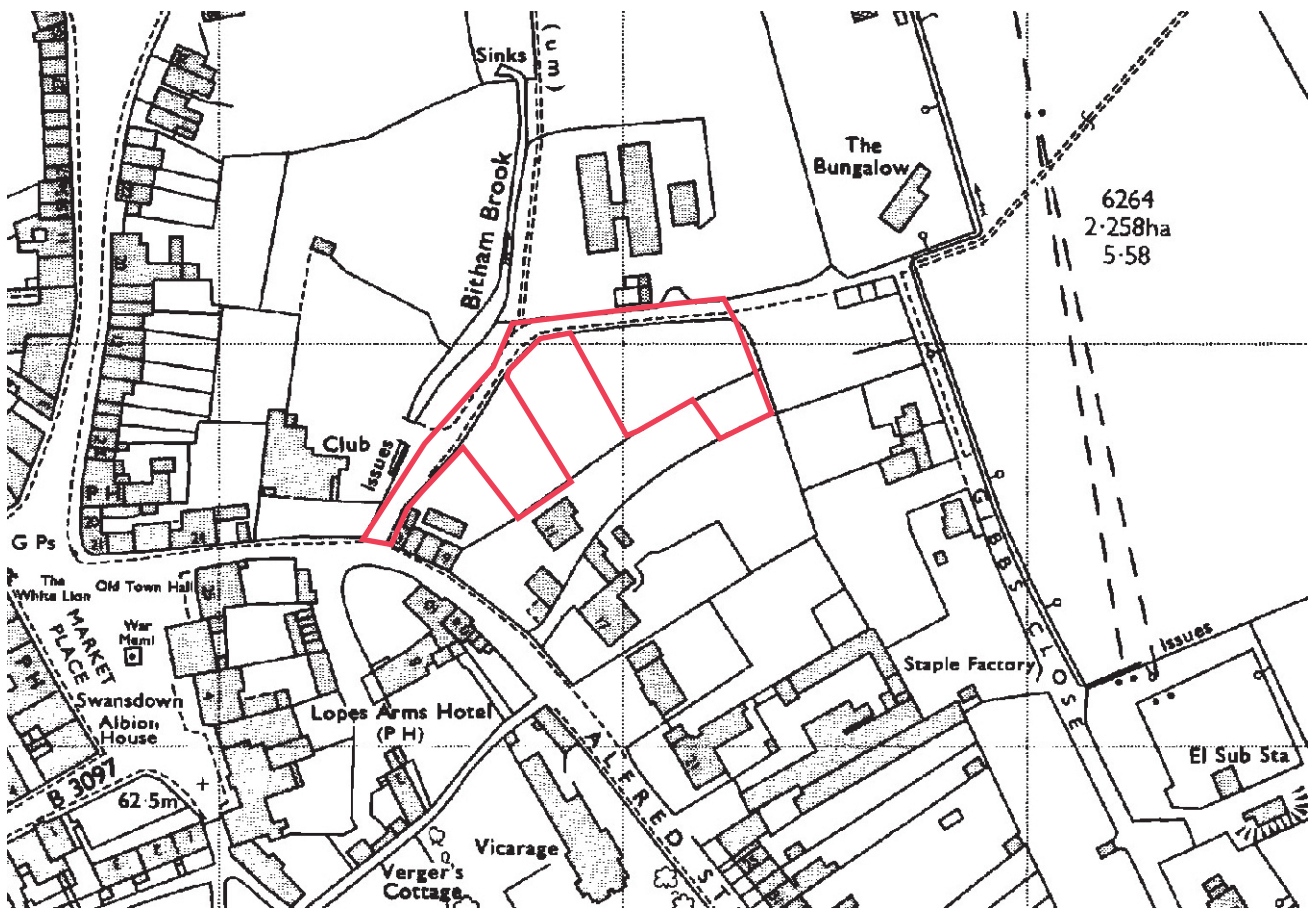 Sinks
(um)
The
Bungalow
6264
2·258ha
5·58
Bitham Brook
Club
Issues
P H
G Ps
The
White Lion
Old Town Hall
War
Meml
MARKET
PLACE
P H
Swansdown
Albion
House
B 3097
62·5m
Lopes Arms Hotel
(P H)
ALFRED ST
Vicarage
Verger's
Cottage
Staple Factory
GIBBS CLOSE
Issues
El Sub Sta